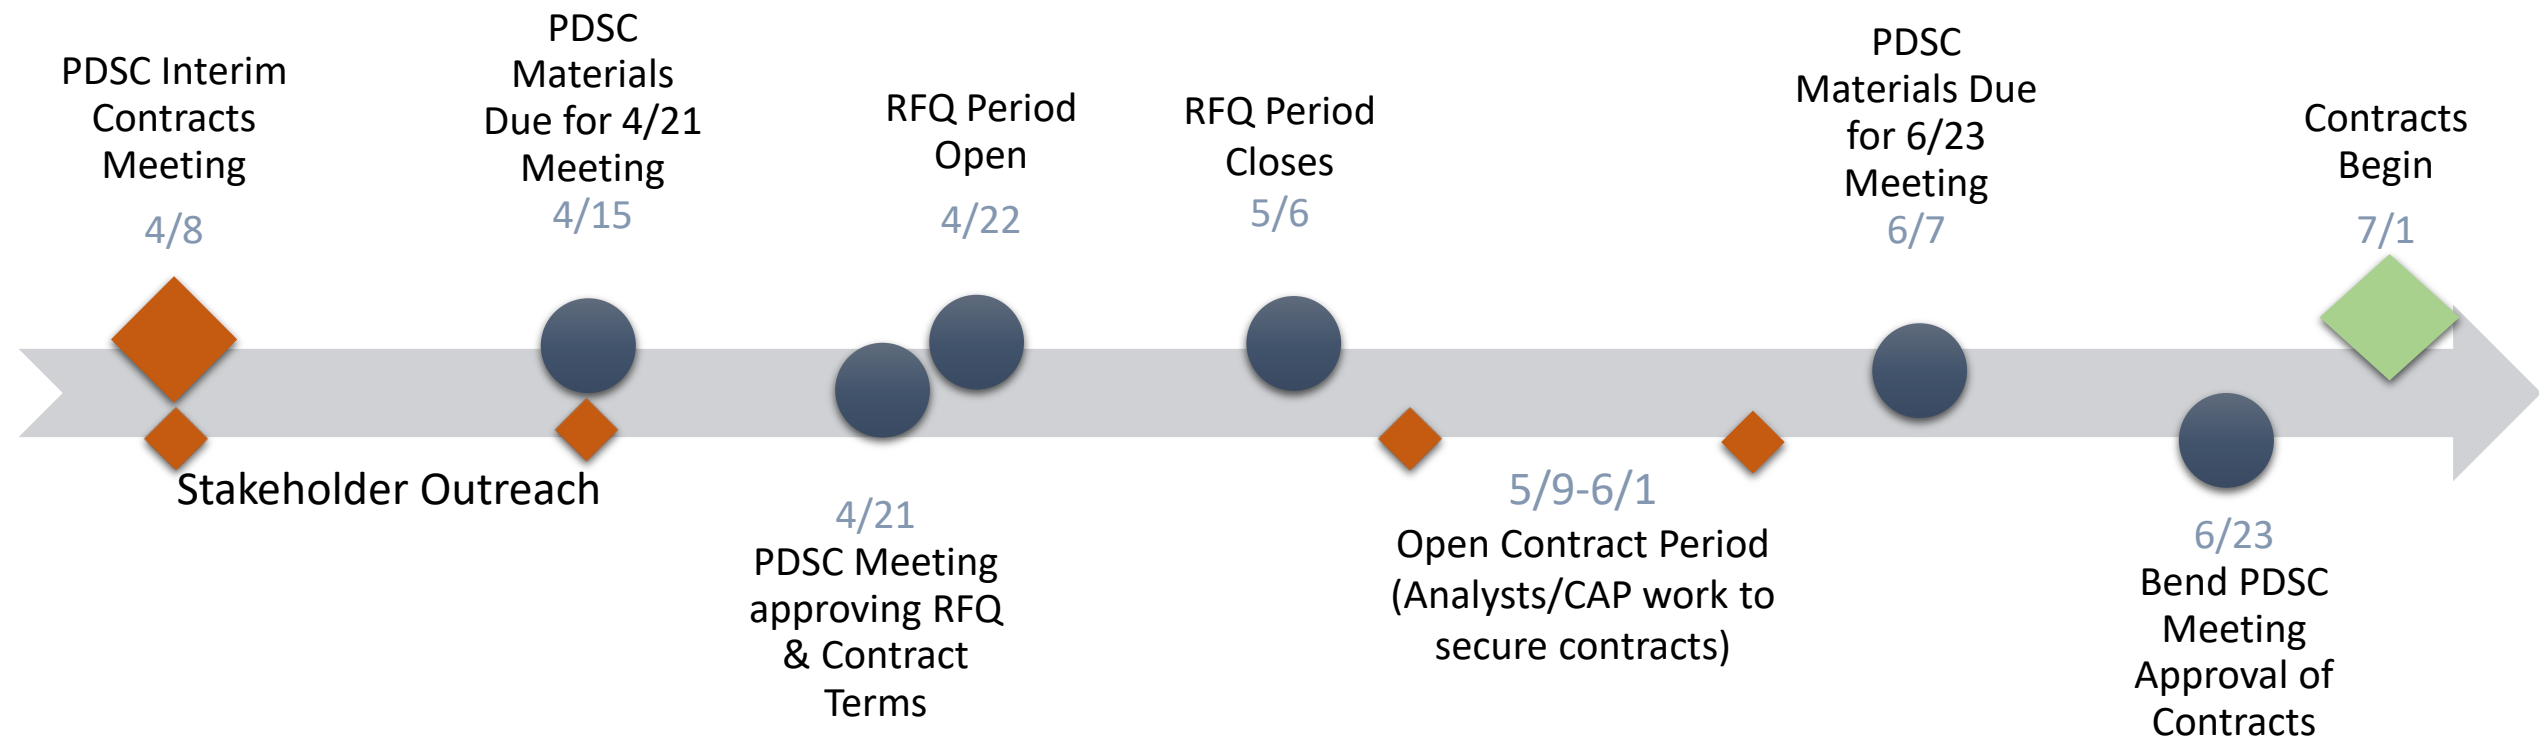 PDSC Interim
Contracts
Meeting
4/8
PDSC
Materials
Due for 4/21
Meeting
4/15
RFQ Period
Open
4/22
RFQ Period
Closes
5/6
PDSC
Materials Due
for 6/23
Meeting
6/7
Contracts
Begin
7/1
Stakeholder Outreach
4/21
PDSC Meeting
approving RFQ
& Contract
Terms
5/9-6/1
Open Contract Period
(Analysts/CAP work to
secure contracts)
6/23
Bend PDSC
Meeting
Approval of
Contracts